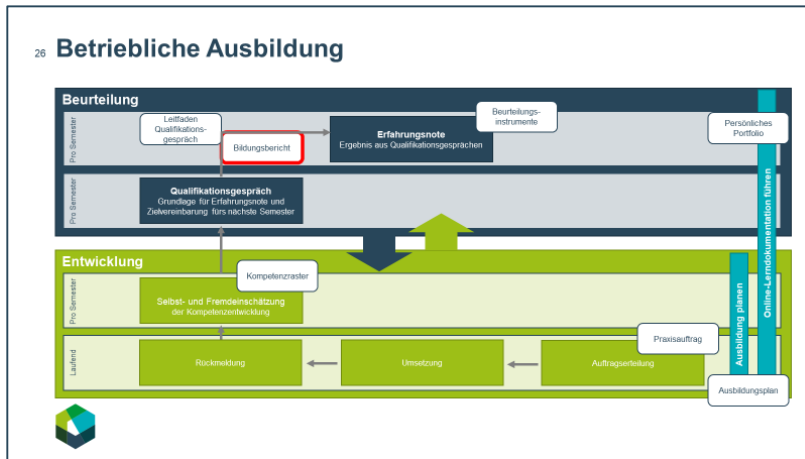 26 Betriebliche Ausbildung
Beurteilung
Pro Semester
Leitfaden
Qualifikations-
gespräch
Bildungsbericht
Erfahrungsnote
Ergebnis aus Qualifikationsgesprächen
Beurteilungs-
instrumente
Persönliches
Portfolio
Pro Semester
Qualifikationsgespräch
Grundlage für Erfahrungsnote und
Zielvereinbarung fürs nächste Semester
Entwicklung
Pro Semester
Kompetenzraster
Selbst- und Fremdeinschätzung
der Kompetenzentwicklung
Laufend
Rückmeldung
Umsetzung
Auftragserteilung
Praxisauftrag
Ausbildung planen
Online-Lerndokumentation führen
Ausbildungsplan